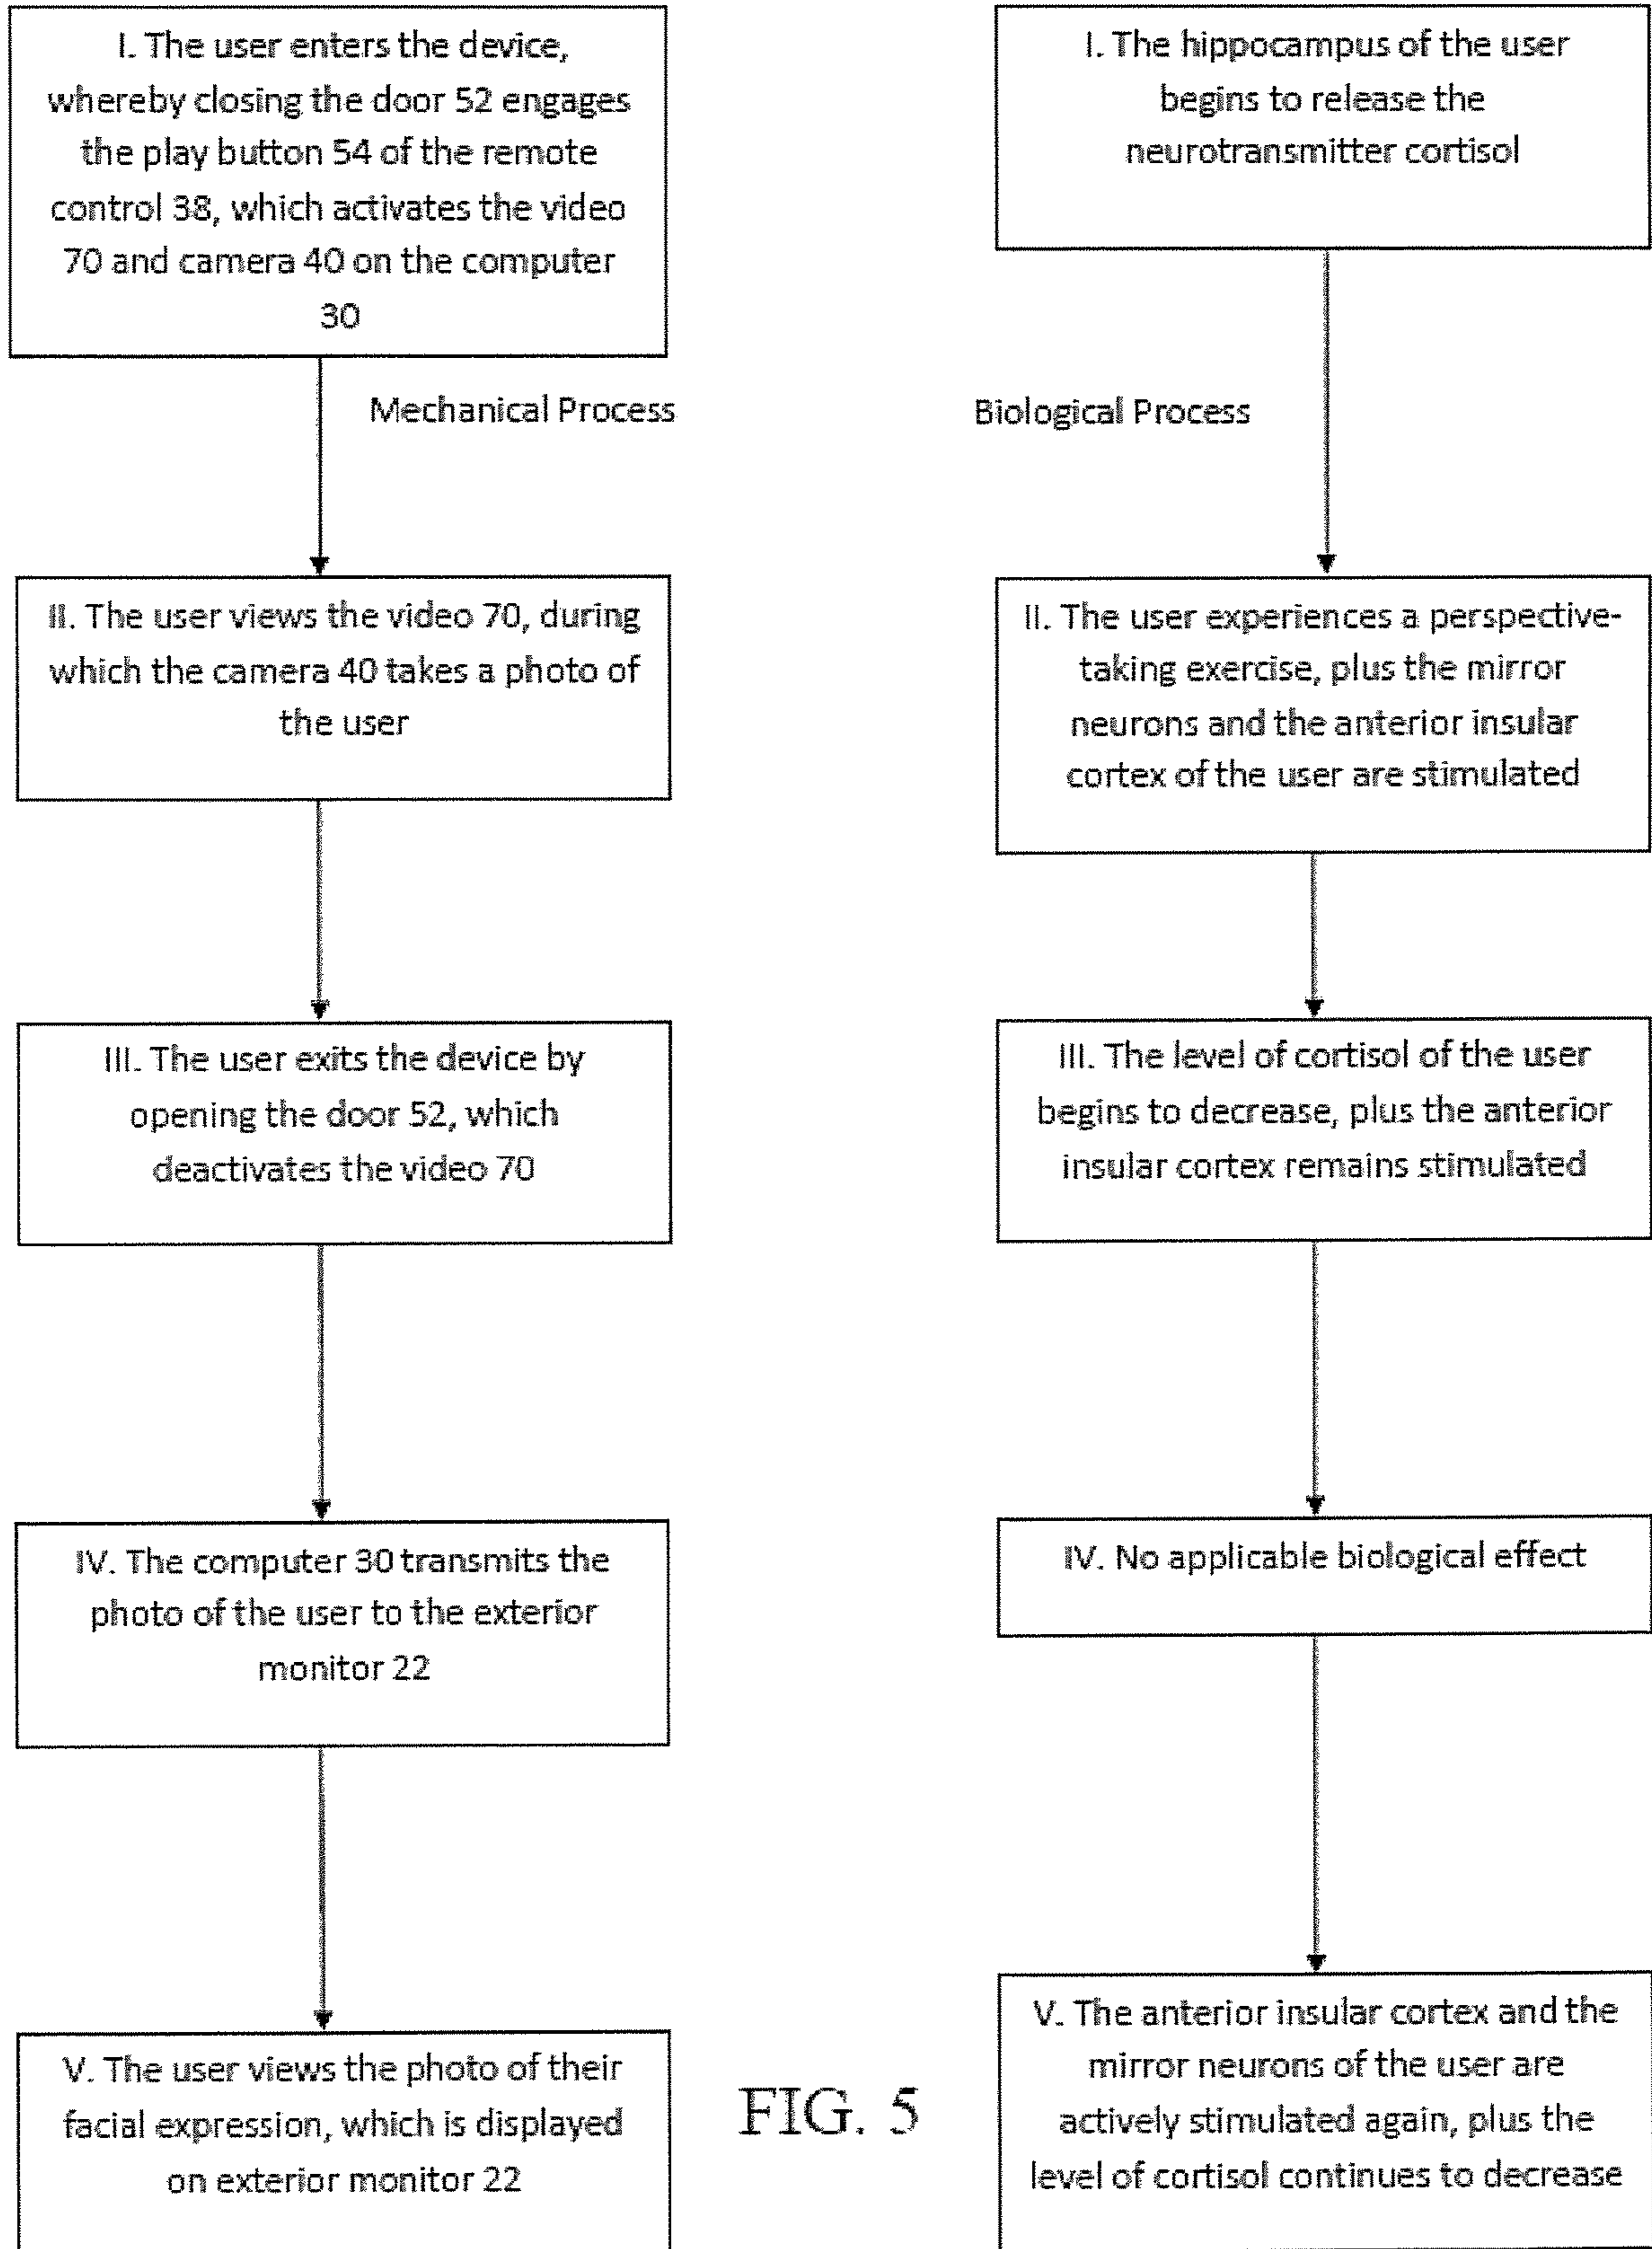 I. The user enters the device,
whereby closing the door 52 engages
the play button 54 of the remote
control 38, which activates the video
70 and camera 40 on the computer
30
Mechanical Process
II. The user views the video 70, during
which the camera 40 takes a photo of
the user
III. The user exits the device by
opening the door 52, which
deactivates the video 70
IV. The computer 30 transmits the
photo of the user to the exterior
monitor 22
V. The user views the photo of their
facial expression, which is displayed
on exterior monitor 22
I. The hippocampus of the user
begins to release the
neurotransmitter cortisol
Biological Process
II. The user experiences a perspective-
taking exercise, plus the mirror
neurons and the anterior insular
cortex of the user are stimulated
III. The level of cortisol of the user
begins to decrease, plus the anterior
insular cortex remains stimulated
IV. No applicable biological effect
V. The anterior insular cortex and the
mirror neurons of the user are
actively stimulated again, plus the
level of cortisol continues to decrease
FIG. 5